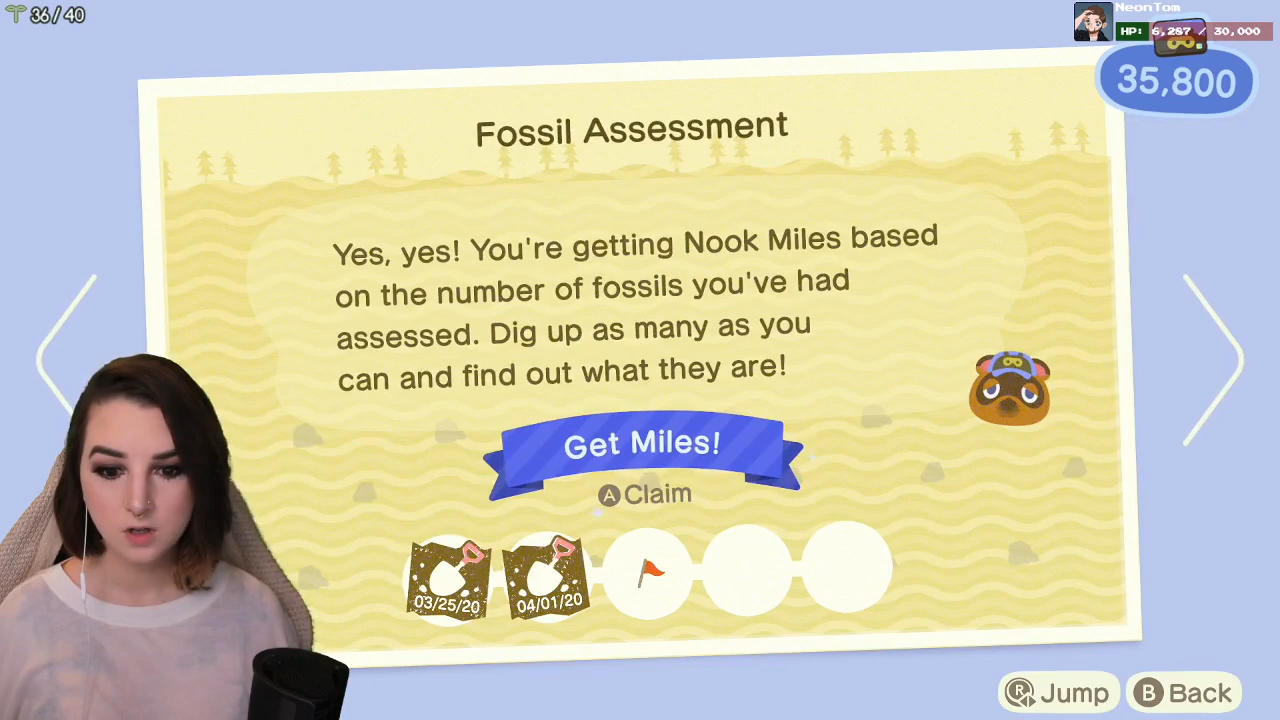 36/40
NeonTom
HP: 6,287 / 30,000
35,800
Fossil Assessment
Yes, yes! You're getting Nook Miles based
on the number of fossils you've had
assessed. Dig up as many as you
can and find out what they are!
Get Miles!
A Claim
03/25/20 04/01/20
R Jump B Back